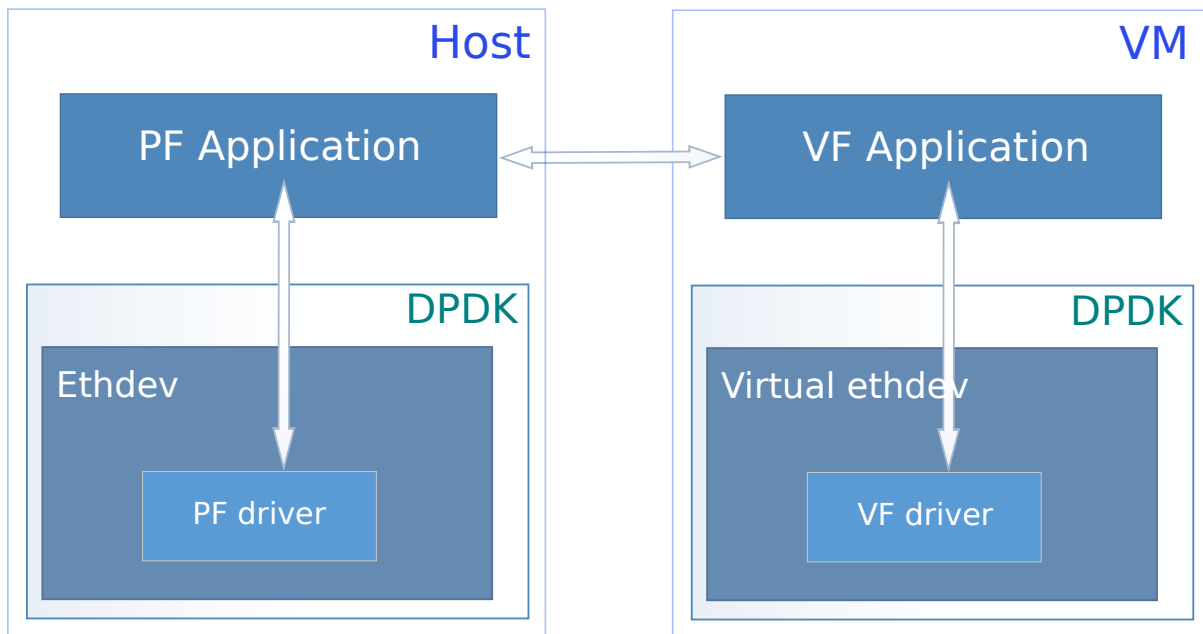 Host
PF Application
DPDK
Ethdev
PF driver
VM
VF Application
DPDK
Virtual ethdev
VF driver